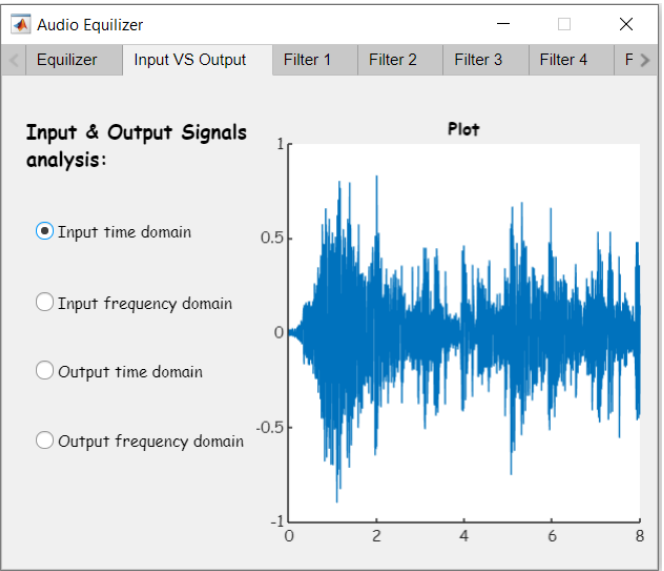 Audio Equilizer
Equilizer Input VS Output Filter 1 Filter 2 Filter 3 Filter 4 F
Input & Output Signals
analysis:
Input time domain
Input frequency domain
Output time domain
Output frequency domain
Plot
1
0.5
0
-0.5
-1
0 2 4 6 8